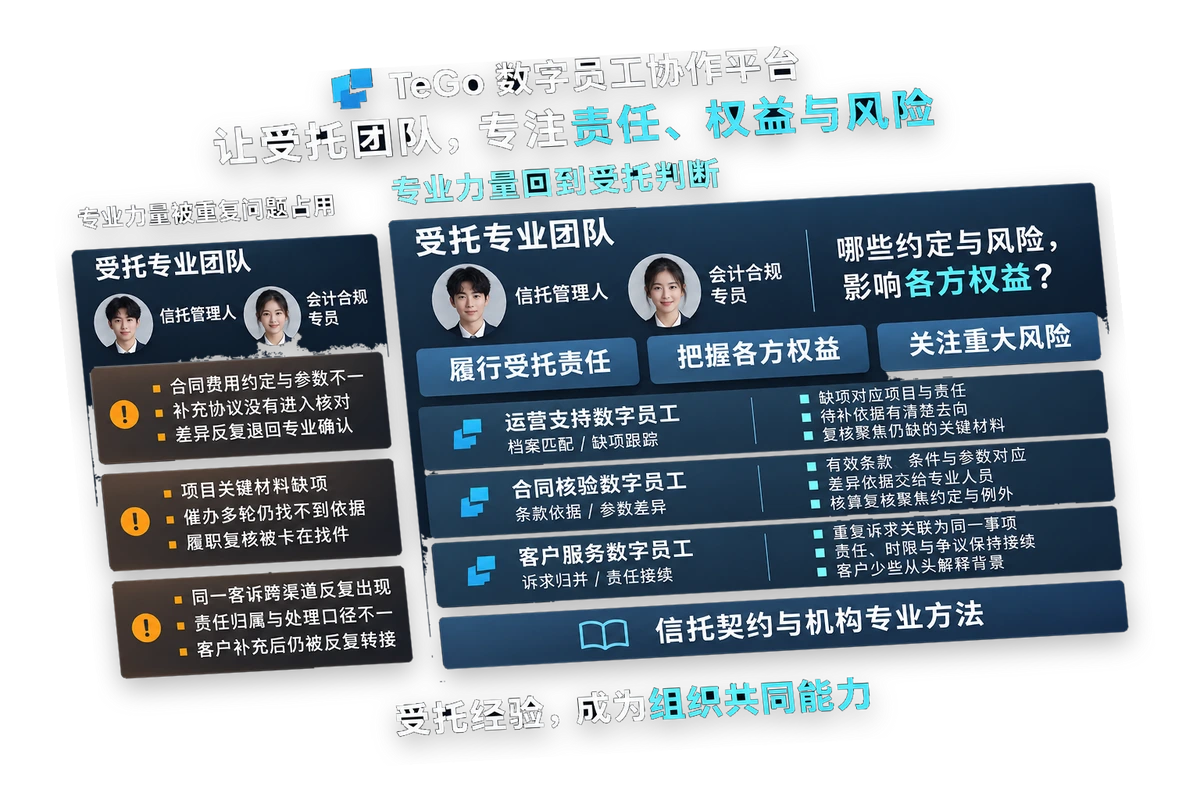 TeGo 数字员工协作平台
让受托团队，专注责任、权益与风险
专业力量被重复问题占用
受托专业团队
信托管理人
会计合规
专员
合同费用约定与参数不一
补充协议没有进入核对
差异反复退回专业确认
项目关键材料缺项
催办多轮仍找不到依据
履职复核被卡在找件
同一客诉跨渠道反复出现
责任归属与处理口径不一
客户补充后仍被反复转接
专业力量回到受托判断
受托专业团队
信托管理人
会计合规
专员
哪些约定与风险，
影响各方权益？
履行受托责任
把握各方权益
关注重大风险
运营支持数字员工
档案匹配 / 缺项跟踪
缺项对应项目与责任
待补依据有清楚去向
复核聚焦仍缺的关键材料
合同核验数字员工
条款依据 / 参数差异
有效条款　条件与参数对应
差异依据交给专业人员
核算复核聚焦约定与例外
客户服务数字员工
诉求归并 / 责任接续
重复诉求关联为同一事项
责任、时限与争议保持接续
客户少些从头解释背景
信托契约与机构专业方法
受托经验，成为组织共同能力